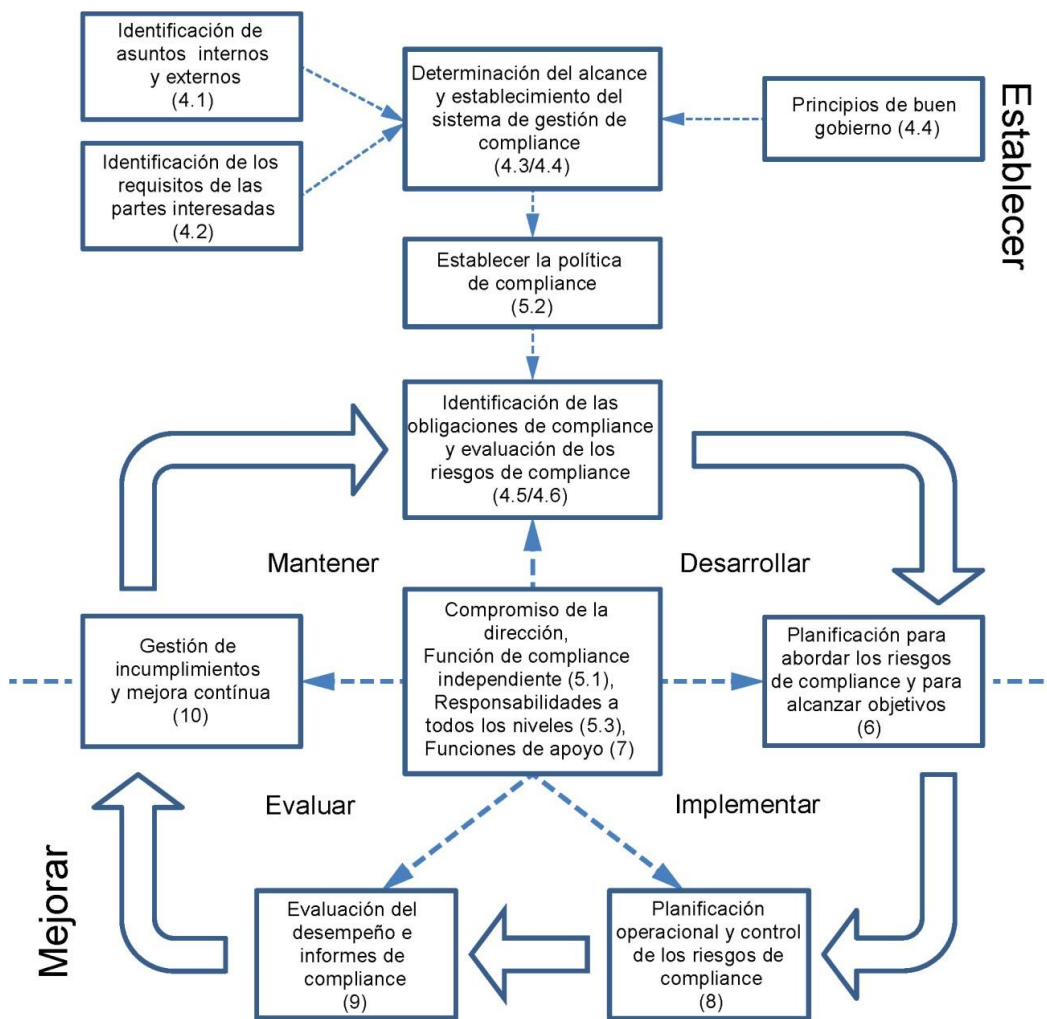 Identificación de
asuntos internos
y externos
(4.1)
Determinación del alcance
y establecimiento del
sistema de gestión de
compliance
(4.3/4.4)
Principios de buen
gobierno (4.4)
Establecer
Identificación de los
requisitos de las
partes interesadas
(4.2)
Establecer la política
de compliance
(5.2)
Identificación de las
obligaciones de compliance
y evaluación de los
riesgos de compliance
(4.5/4.6)
Mantener
Desarrollar
Gestión de
incumplimientos
y mejora contínua
(10)
Compromiso de la
dirección,
Función de compliance
independiente (5.1),
Responsabilidades a
todos los niveles (5.3),
Funciones de apoyo (7)
Planificación para
abordar los riesgos
de compliance y para
alcanzar objetivos
(6)
Evaluar
Implementar
Mejorar
Evaluación del
desempeño e
informes de
compliance
(9)
Planificación
operacional y control
de los riesgos de
compliance
(8)